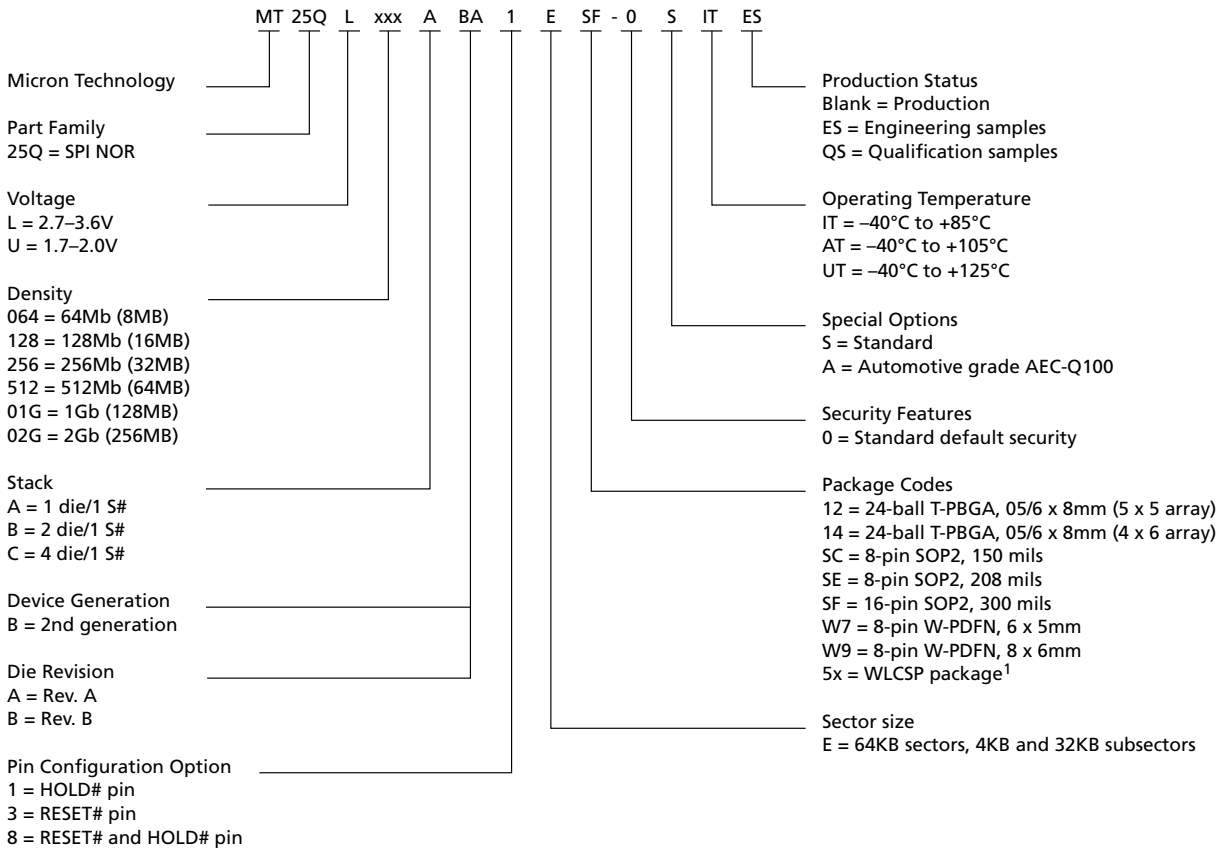 MT 25Q L xxx A BA 1 E SF - 0 S IT ES
Micron Technology
Part Family
25Q = SPI NOR
Voltage
L = 2.7–3.6V
U = 1.7–2.0V
Density
064 = 64Mb (8MB)
128 = 128Mb (16MB)
256 = 256Mb (32MB)
512 = 512Mb (64MB)
01G = 1Gb (128MB)
02G = 2Gb (256MB)
Stack
A = 1 die/1 S#
B = 2 die/1 S#
C = 4 die/1 S#
Device Generation
B = 2nd generation
Die Revision
A = Rev. A
B = Rev. B
Pin Configuration Option
1 = HOLD# pin
3 = RESET# pin
8 = RESET# and HOLD# pin
Production Status
Blank = Production
ES = Engineering samples
QS = Qualification samples
Operating Temperature
IT = –40°C to +85°C
AT = –40°C to +105°C
UT = –40°C to +125°C
Special Options
S = Standard
A = Automotive grade AEC-Q100
Security Features
0 = Standard default security
Package Codes
12 = 24-ball T-PBGA, 05/6 x 8mm (5 x 5 array)
14 = 24-ball T-PBGA, 05/6 x 8mm (4 x 6 array)
SC = 8-pin SOP2, 150 mils
SE = 8-pin SOP2, 208 mils
SF = 16-pin SOP2, 300 mils
W7 = 8-pin W-PDFN, 6 x 5mm
W9 = 8-pin W-PDFN, 8 x 6mm
5x = WLCSP package1
Sector size
E = 64KB sectors, 4KB and 32KB subsectors